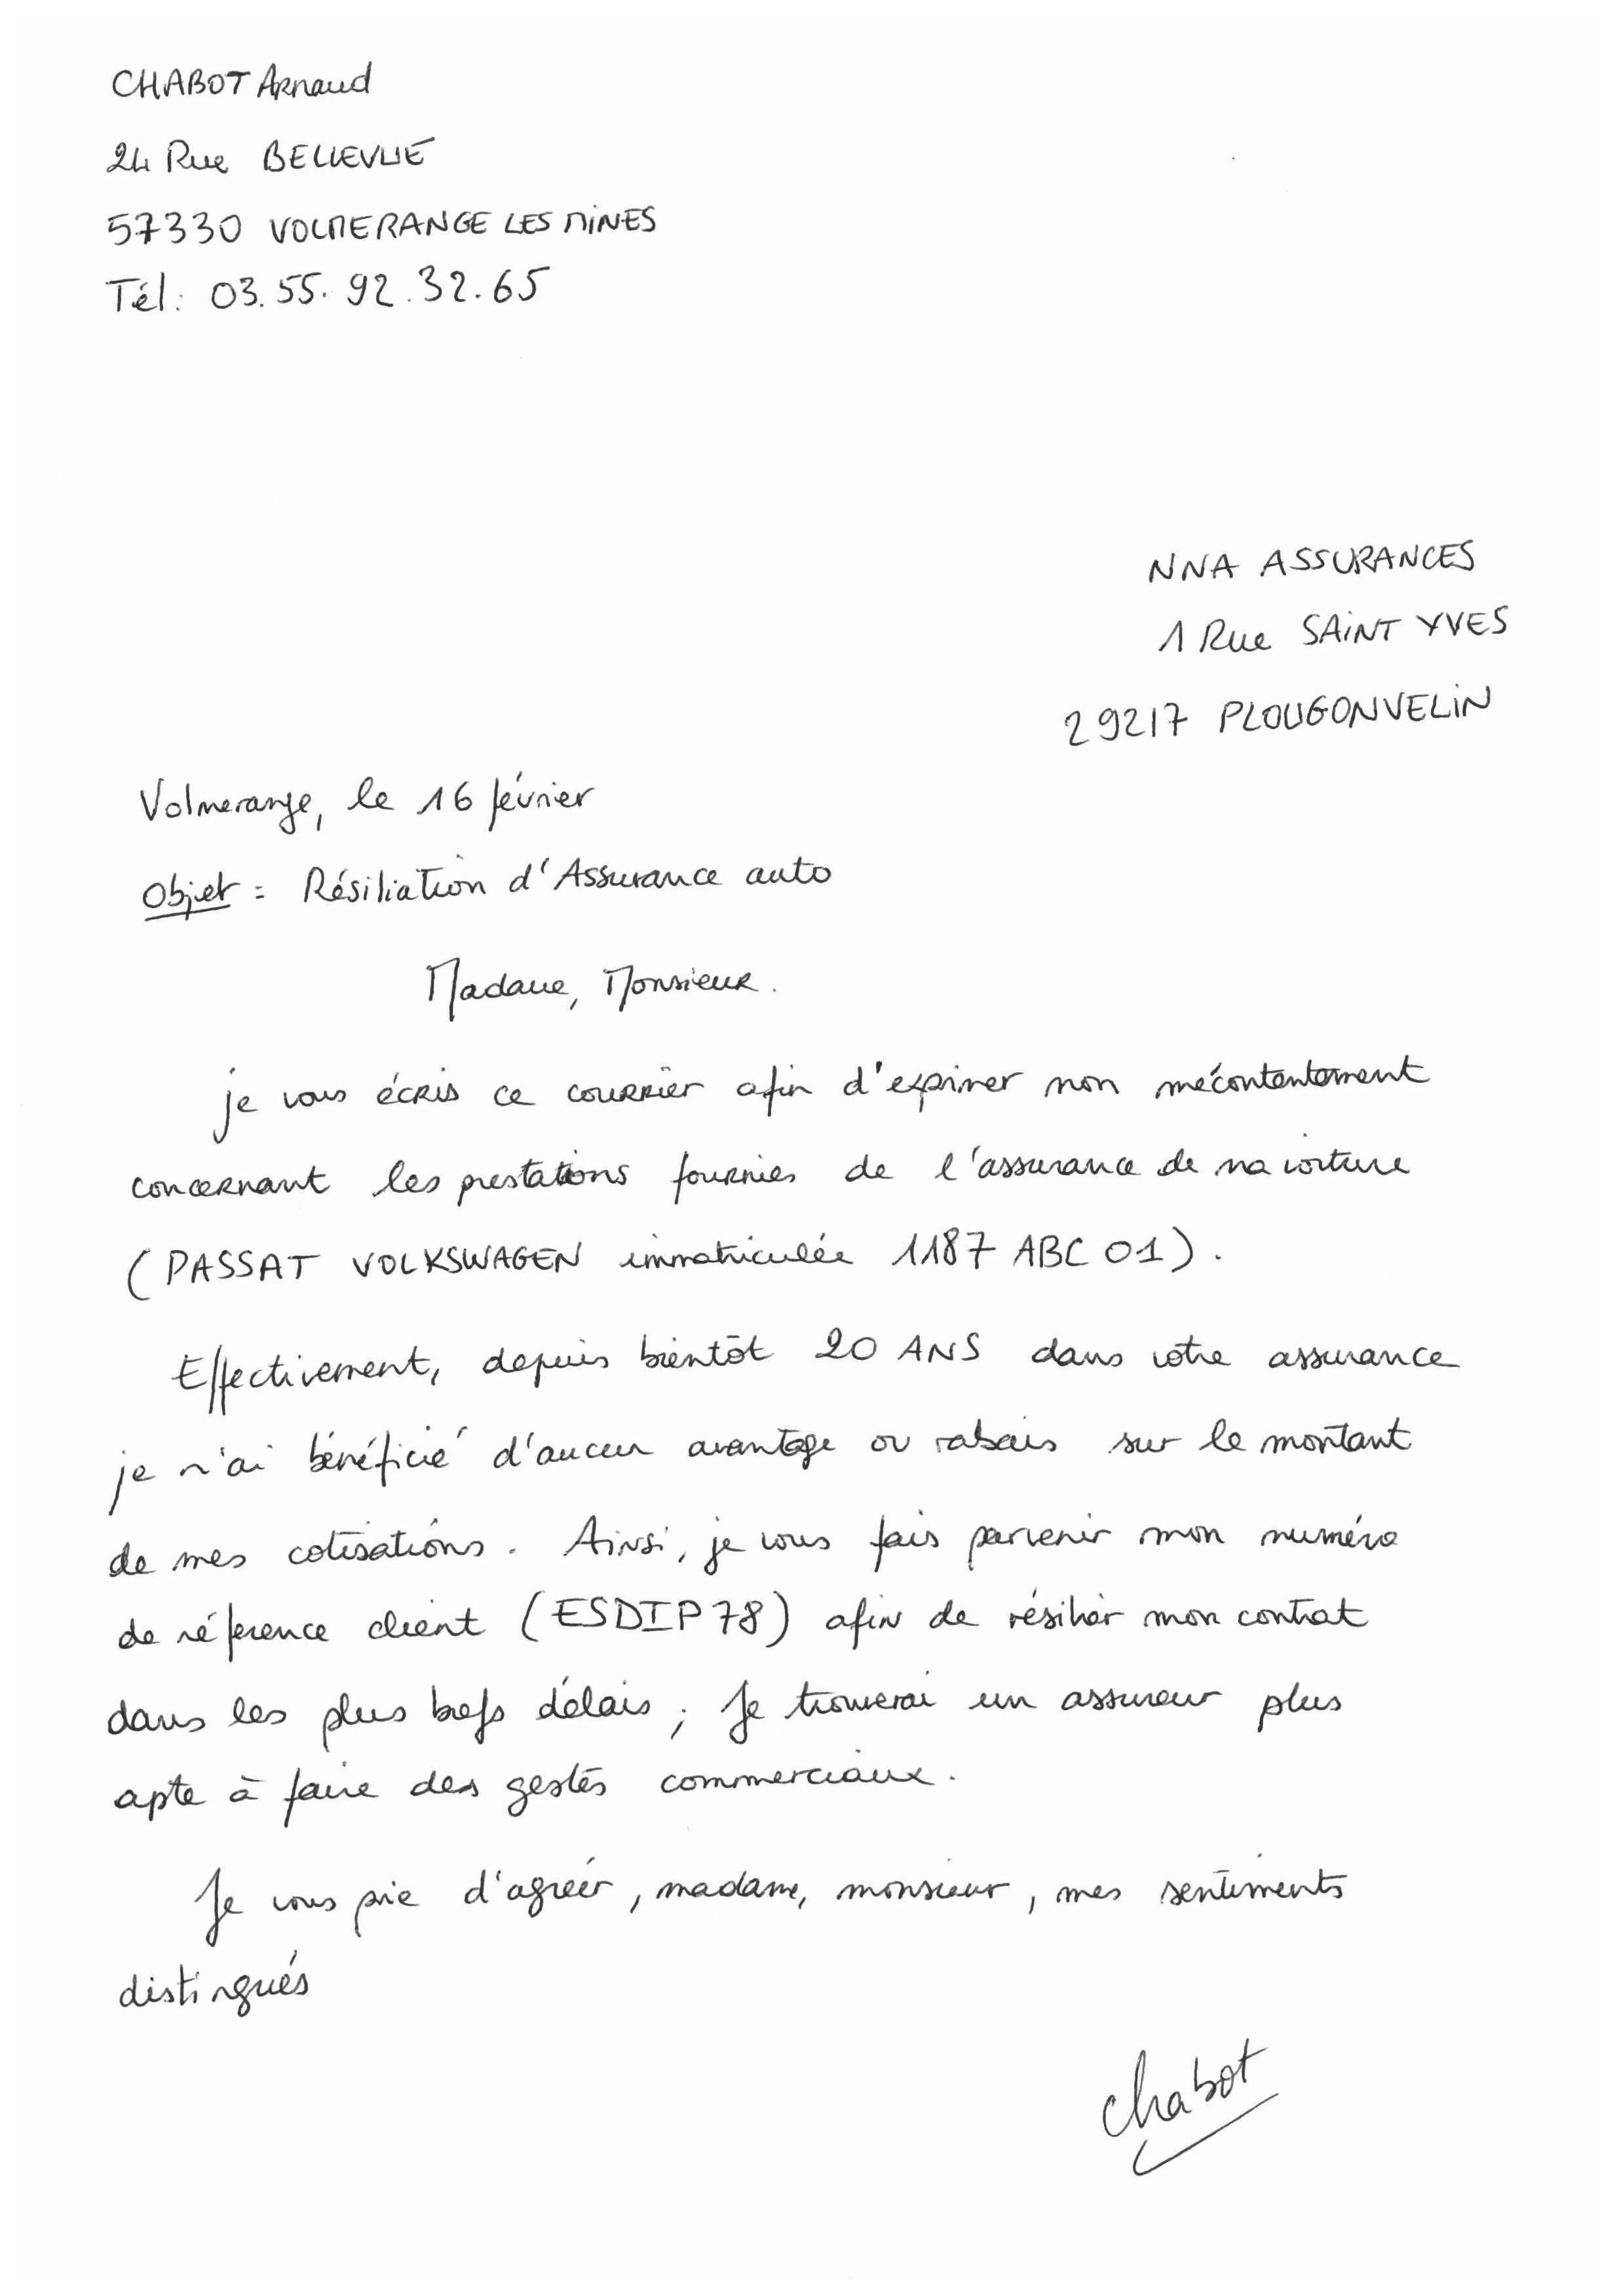 CHABOT Arnaud
24 Rue BELLEVUE
57330 VOLMERANGE LES MINES
Tél: 03.55.92.32.65
NNA ASSURANCES
1 Rue SAINT YVES
29217 PLOUGONVELIN
Volmerange, le 16 février
Objet : Résiliation d'Assurance auto
Madame, Monsieur.
je vous écris ce courrier afin d'expimer mon mécontentement
concernant les prestations fournies de l'assurance de ma voiture
(PASSAT VOLKSWAGEN immatriculée 1187 ABC 01).
Effectivement, depuis bientôt 20 ANS dans votre assurance
je n'ai bénéficié d'aucun avantage ou rabais sur le montant
de mes cotisations. Ainsi, je vous fais parvenir mon numéro
de référence client (ESDIP78) afin de résilier mon contrat
dans les plus brefs délais ; Je trouverai un assureur plus
apte à faire des gestes commerciaux.
Je vous prie d'agréer, madame, monsieur, mes sentiments
distingués
Chabot